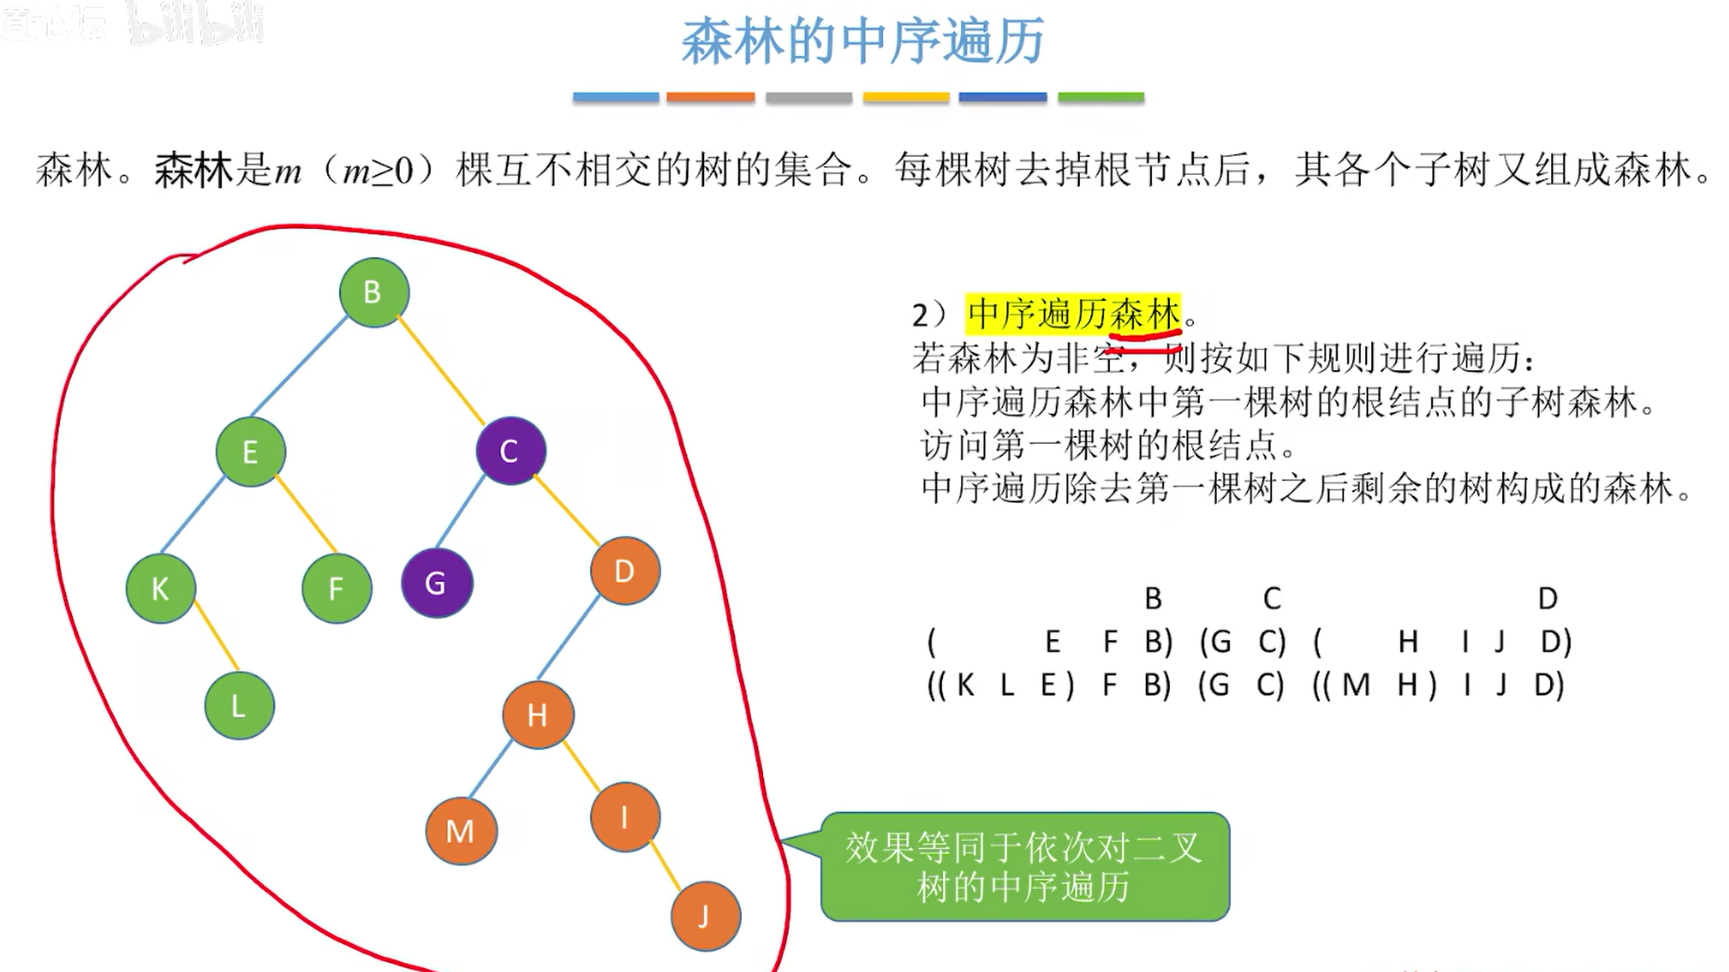 bilibili
森林的中序遍历
森林。森林是m（m≥0）棵互不相交的树的集合。每棵树去掉根节点后，其各个子树又组成森林。
B
E
C
K
F
G
D
L
H
M
I
J
2）中序遍历森林。
若森林为非空，则按如下规则进行遍历：
中序遍历森林中第一棵树的根结点的子树森林。
访问第一棵树的根结点。
中序遍历除去第一棵树之后剩余的树构成的森林。
B C D
( E F B) (G C) ( H I J D)
(( K L E ) F B) (G C) (( M H ) I J D)
效果等同于依次对二叉
树的中序遍历